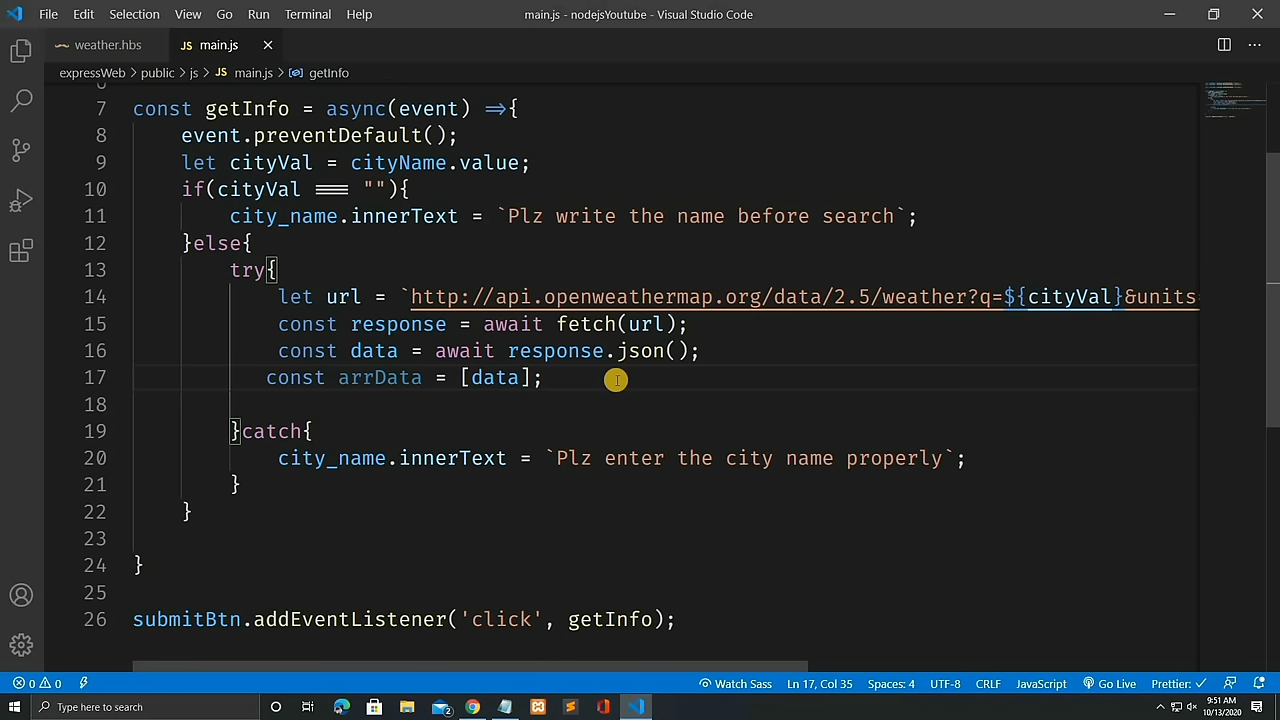 File Edit Selection View Go Run Terminal Help main.js - nodejsYoutube - Visual Studio Code
weather.hbs JS main.js
expressWeb > public > js > JS main.js > getInfo
6
7 const getInfo = async(event) =>{
8 event.preventDefault();
9 let cityVal = cityName.value;
10 if(cityVal === ""){
11 city_name.innerText = `Plz write the name before search`;
12 }else{
13 try{
14 let url = `http://api.openweathermap.org/data/2.5/weather?q=${cityVal}&units=
15 const response = await fetch(url);
16 const data = await response.json();
17 const arrData = [data];
18
19 }catch{
20 city_name.innerText = `Plz enter the city name properly`;
21 }
22 }
23
24 }
25
26 submitBtn.addEventListener('click', getInfo);
0 0 Watch Sass Ln 17, Col 35 Spaces: 4 UTF-8 CRLF JavaScript Go Live Prettier: ✓
Type here to search 2 9:51 AM
10/13/2020